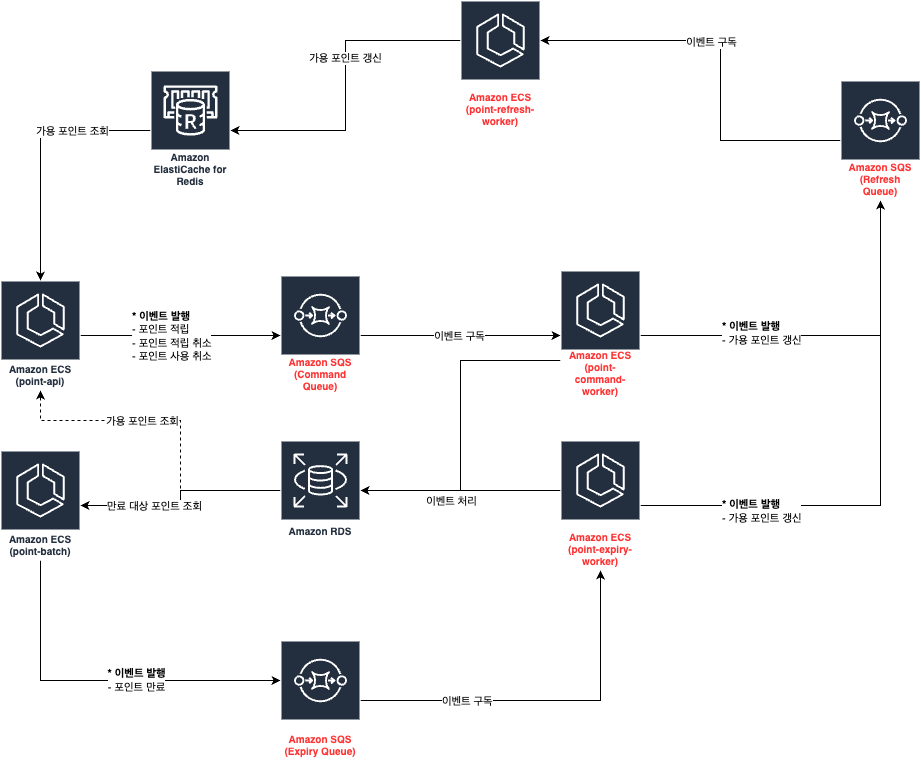 이벤트 구독
가용 포인트 갱신
Amazon ECS
(point-refresh-
worker)
R
가용 포인트 조회
Amazon
ElastiCache for
Redis
Amazon SQS
(Refresh
Queue)
* 이벤트 발행
- 포인트 적립
- 포인트 적립 취소
- 포인트 사용 취소
이벤트 구독
* 이벤트 발행
- 가용 포인트 갱신
Amazon ECS
(point-api)
Amazon SQS
(Command
Queue)
Amazon ECS
(point-
command-
worker)
가용 포인트 조회
만료 대상 포인트 조회
이벤트 처리
* 이벤트 발행
- 가용 포인트 갱신
Amazon ECS
(point-batch)
Amazon RDS
Amazon ECS
(point-expiry-
worker)
* 이벤트 발행
- 포인트 만료
이벤트 구독
Amazon SQS
(Expiry Queue)